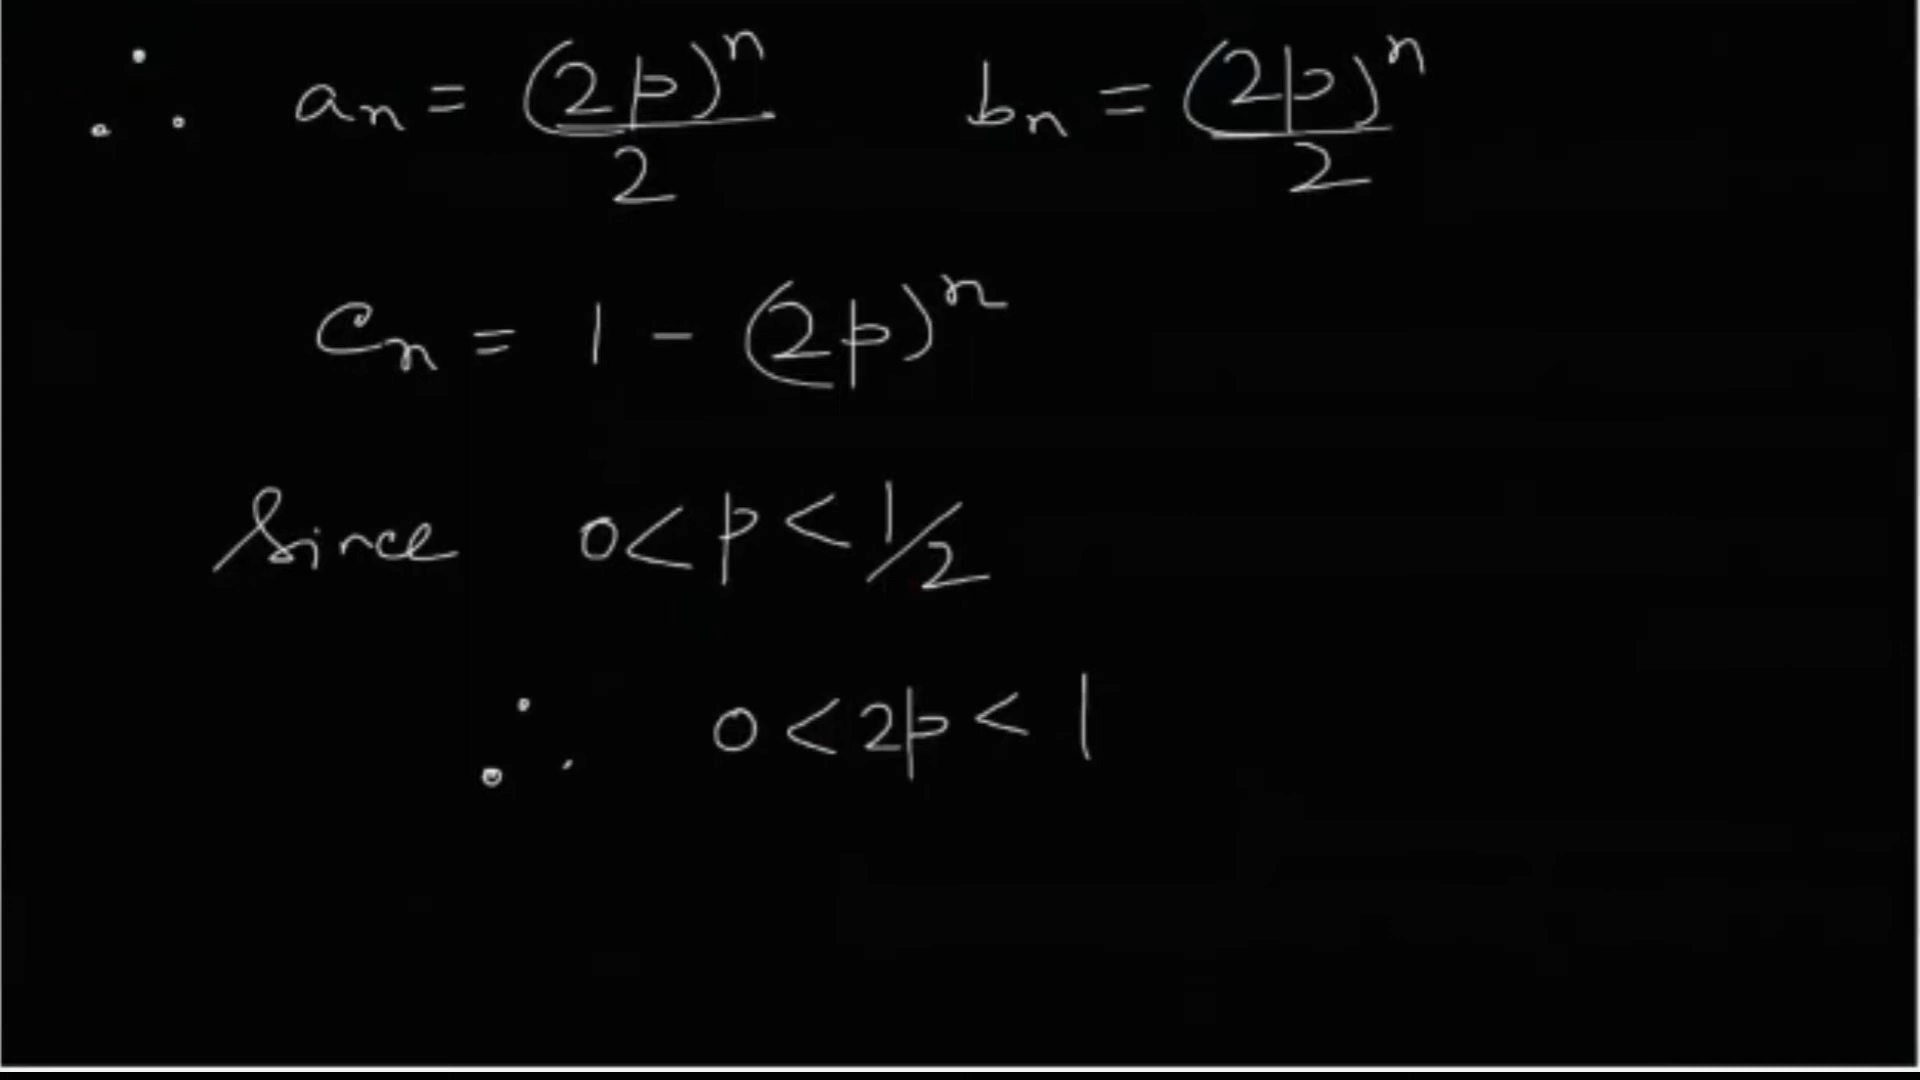 ∴ aₙ = (2p)ⁿ/2 bₙ = (2p)ⁿ/2
cₙ = 1 - (2p)ⁿ
Since 0 < p < 1/2
∴ 0 < 2p < 1